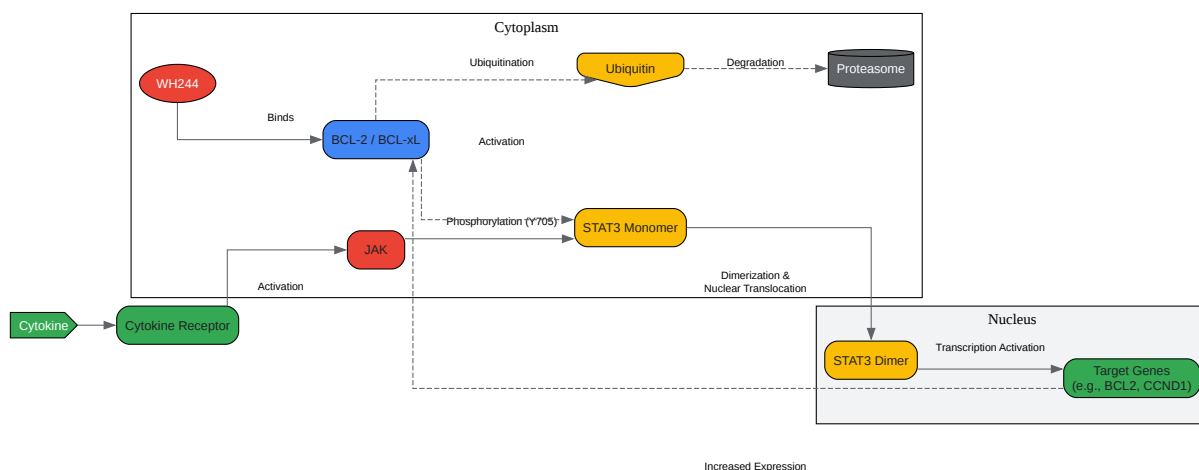 Cytoplasm
WH244
Ubiquitination
Ubiquitin
Degradation
Proteasome
Binds
BCL-2 / BCL-xL
Activation
Phosphorylation (Y705)
STAT3 Monomer
JAK
Activation
Dimerization &
Nuclear Translocation
Cytokine
Cytokine Receptor
Nucleus
STAT3 Dimer
Transcription Activation
Target Genes
(e.g., BCL2, CCND1)
Increased Expression